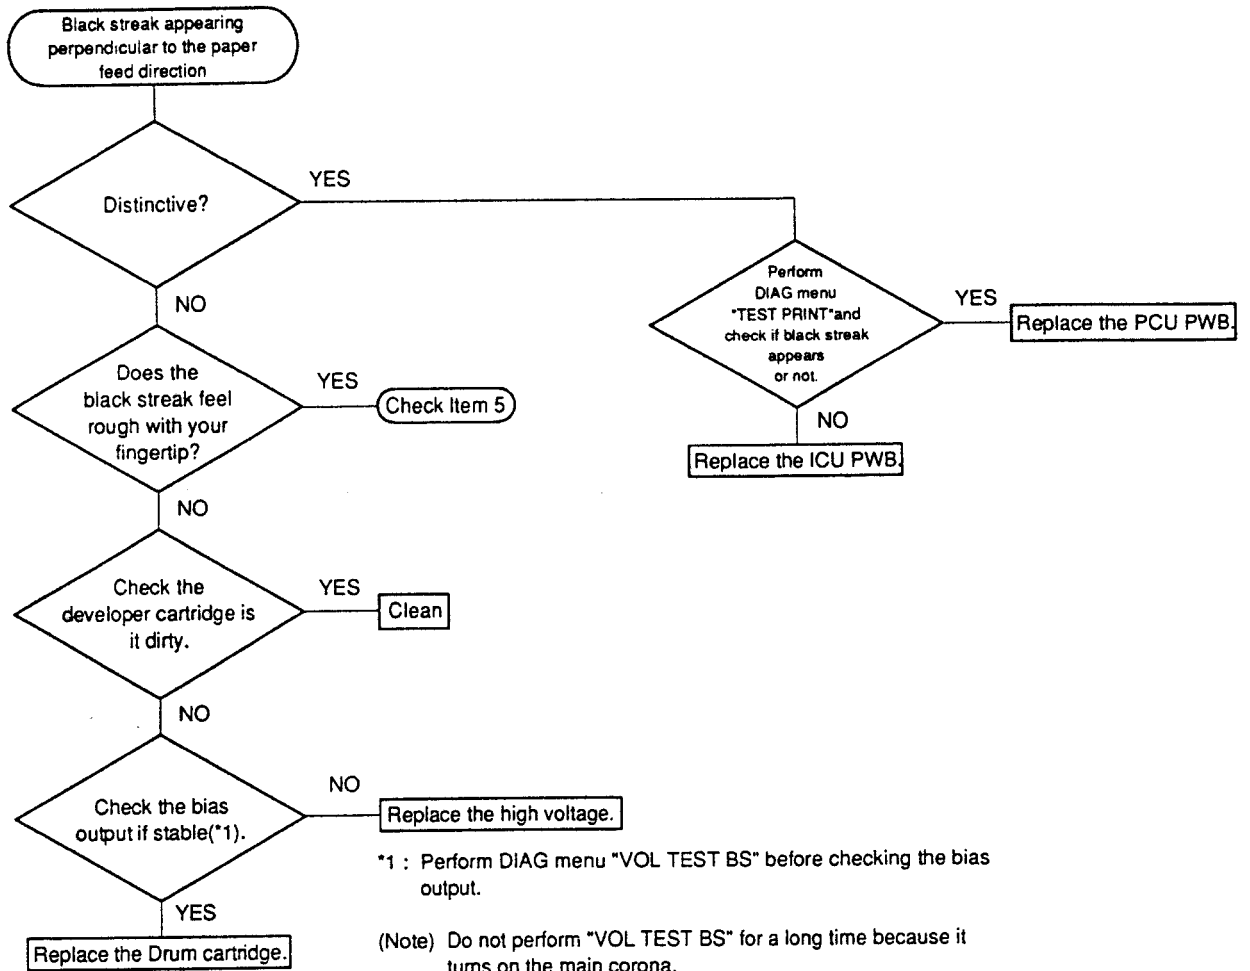 Black streak appearing
perpendicular to the paper
feed direction
Distinctive?
YES
NO
Perform
DIAG menu
"TEST PRINT"and
check if black streak
appears
or not.
YES
Replace the PCU PWB.
NO
Replace the ICU PWB.
Does the
black streak feel
rough with your
fingertip?
YES
Check Item 5
NO
Check the
developer cartridge is
it dirty.
YES
Clean
NO
Check the bias
output if stable(*1).
NO
Replace the high voltage.
YES
Replace the Drum cartridge.
*1 : Perform DIAG menu "VOL TEST BS" before checking the bias
output.
(Note) Do not perform "VOL TEST BS" for a long time because it
turns on the main corona.